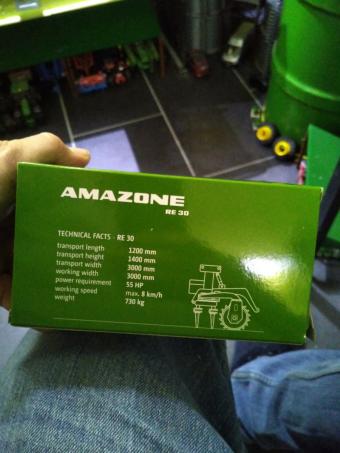 AMAZONE
RE 30
TECHNICAL FACTS - RE 30
transport length 1200 mm
transport height 1400 mm
transport width 3000 mm
working width 3000 mm
power requirement 55 HP
working speed max. 8 km/h
weight 730 kg